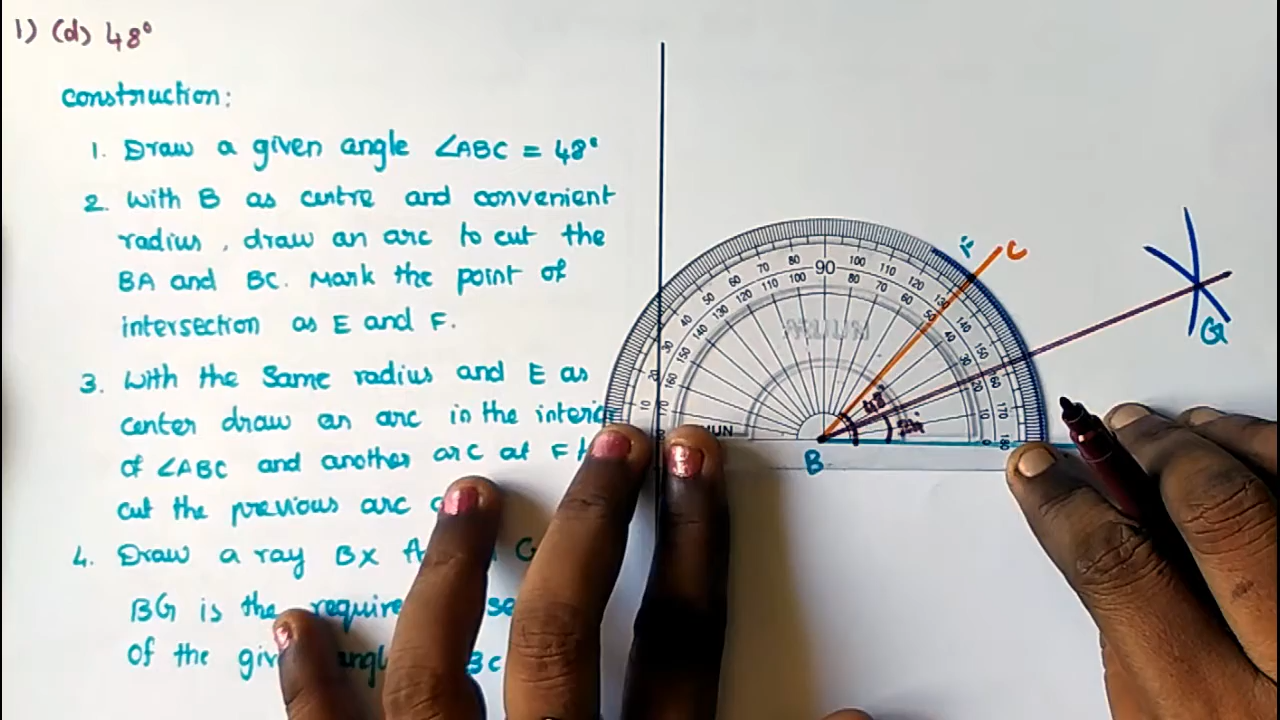 1) (d) 48°
construction:
1. Draw a given angle ∠ABC = 48°
2. With B as centre and convenient
radius, draw an arc to cut the
BA and BC. Mark the point of
intersection as E and F.
3. With the same radius and E as
center draw an arc in the
of ∠ABC and another arc at F
cut the previous arc
4. Draw a ray BX
BG is the
of the
90
C
F
G
B
48°